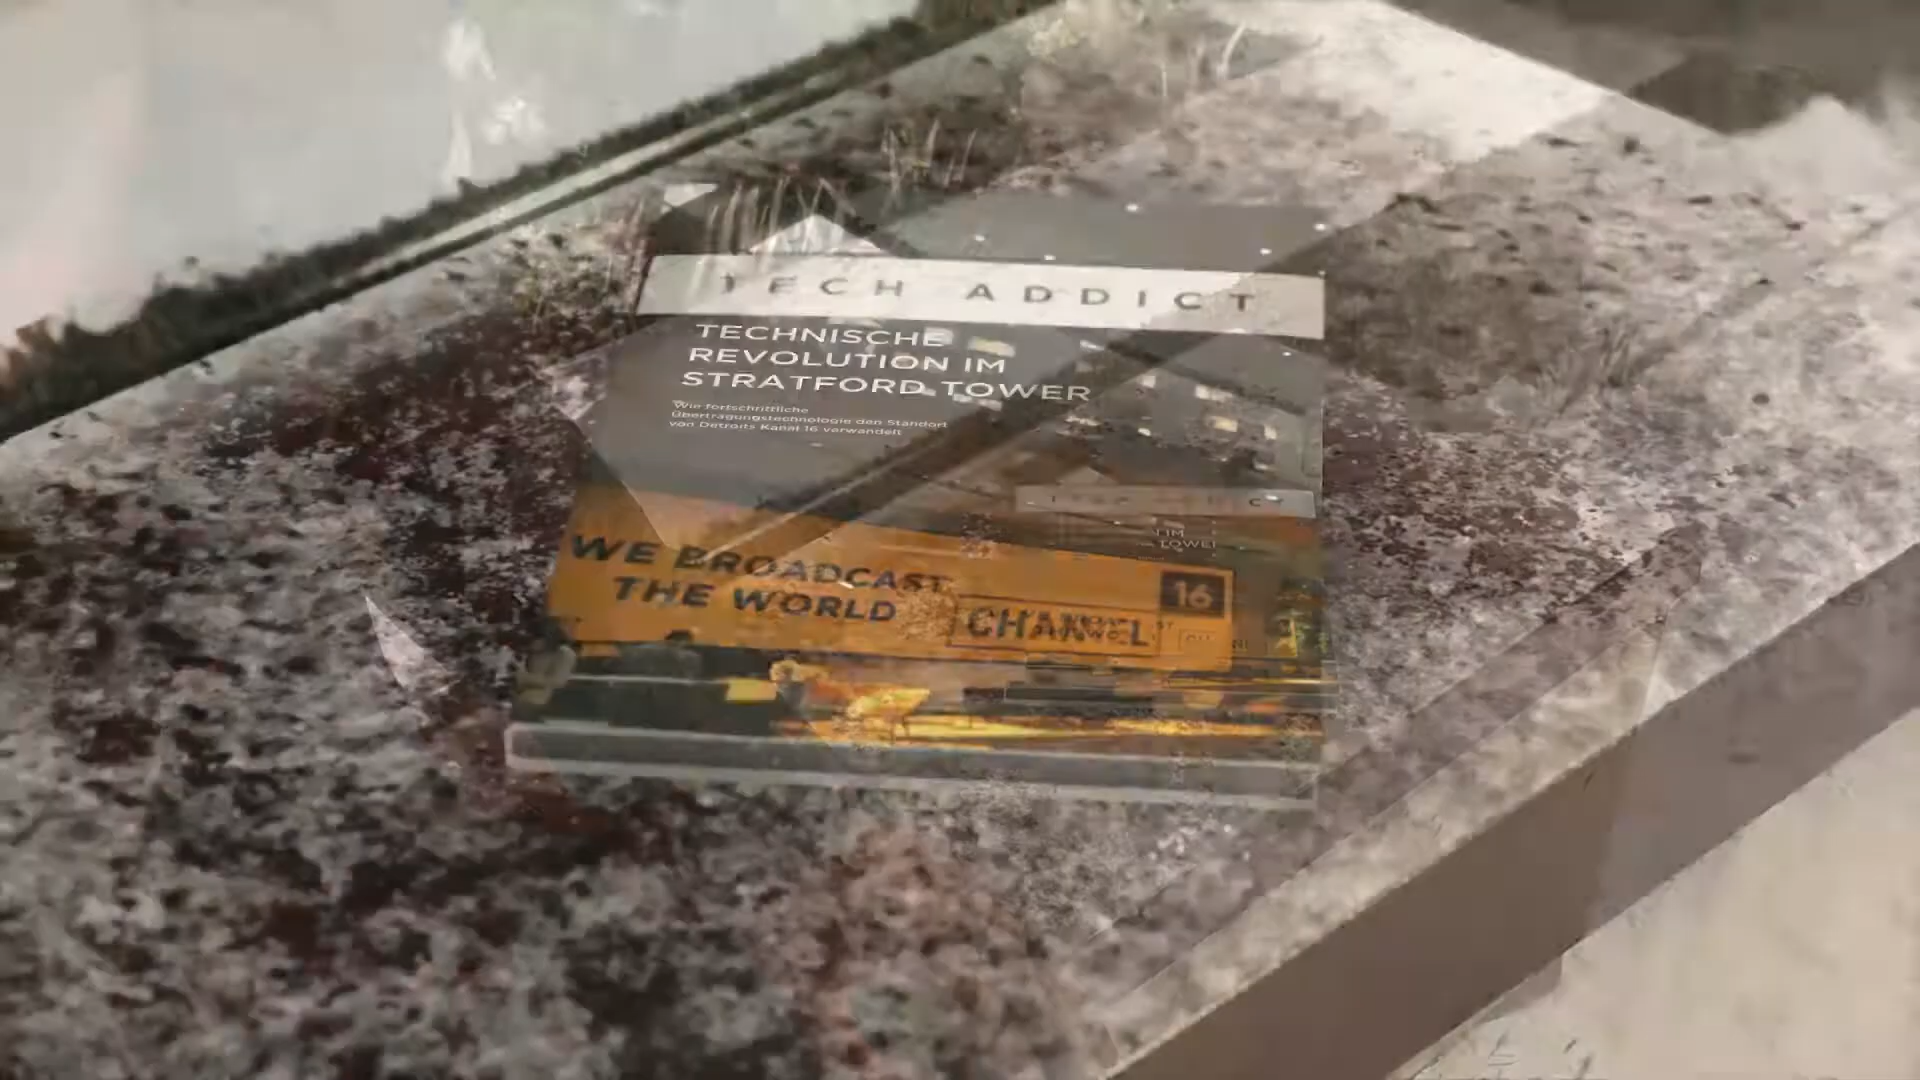 TECH ADDICT
TECHNISCHE
REVOLUTION IM
STRATFORD TOWER
Wie fortschrittliche
Übertragungstechnologie den Standort
von Detroits Kanal 16 verwandelt
IM
WE BROADCAST
THE WORLD
16
CHANNEL